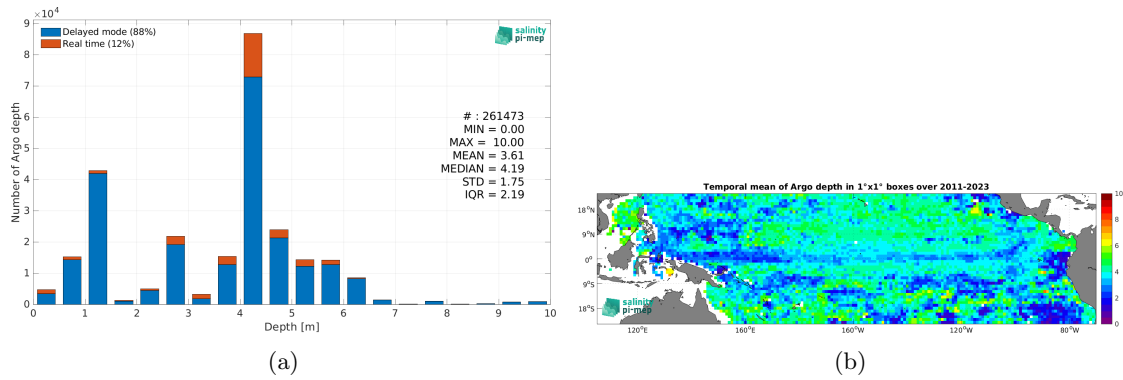 ×10⁴
9
8
7
6
5
4
3
2
1
0
Number of Argo depth
Delayed mode (88%)
Real time (12%)
salinity
pi-mep
# : 261473
MIN = 0.00
MAX = 10.00
MEAN = 3.61
MEDIAN = 4.19
STD = 1.75
IQR = 2.19
0 1 2 3 4 5 6 7 8 9 10
Depth [m]
(a)
Temporal mean of Argo depth in 1°x1° boxes over 2011-2023
18°N
9°N
0°
9°S
18°S
salinity
pi-mep
120°E 160°E 160°W 120°W 80°W
10
8
6
4
2
0
(b)